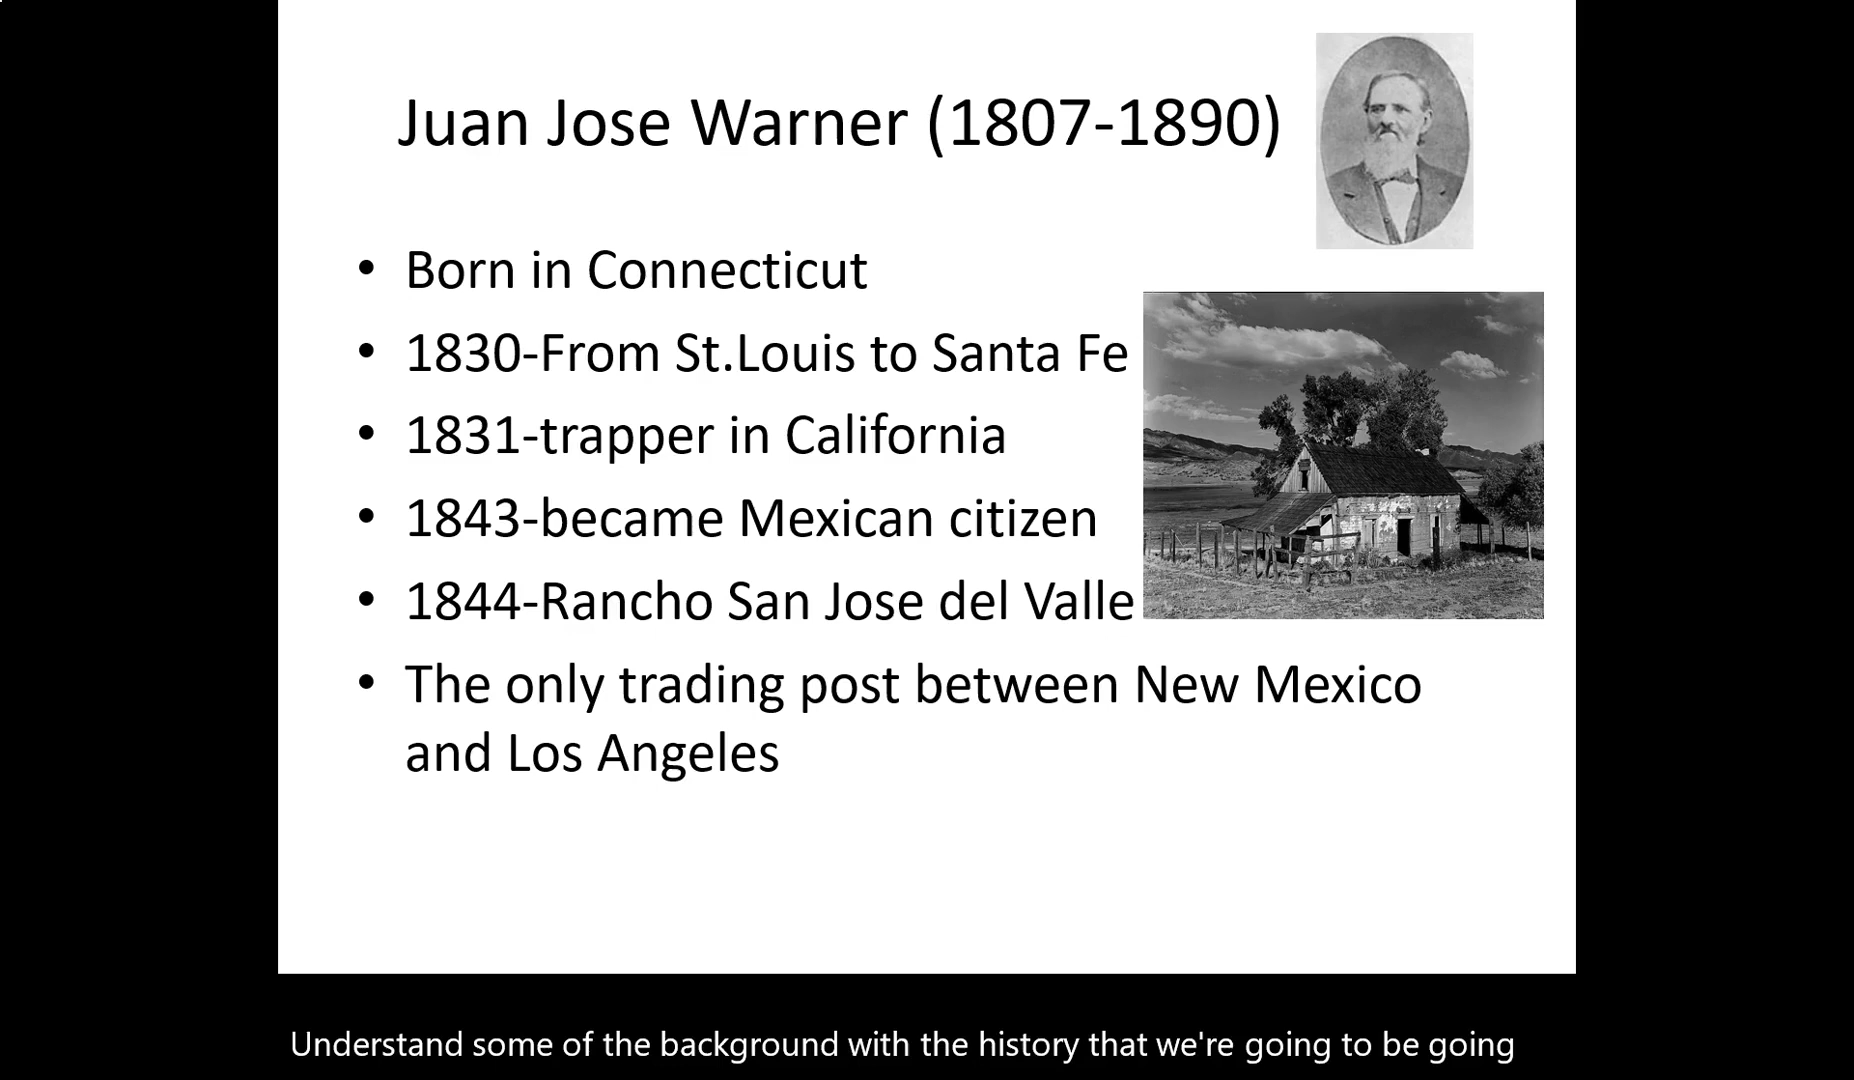 Juan Jose Warner (1807-1890)
• Born in Connecticut
• 1830-From St.Louis to Santa Fe
• 1831-trapper in California
• 1843-became Mexican citizen
• 1844-Rancho San Jose del Valle
• The only trading post between New Mexico
and Los Angeles
Understand some of the background with the history that we're going to be going